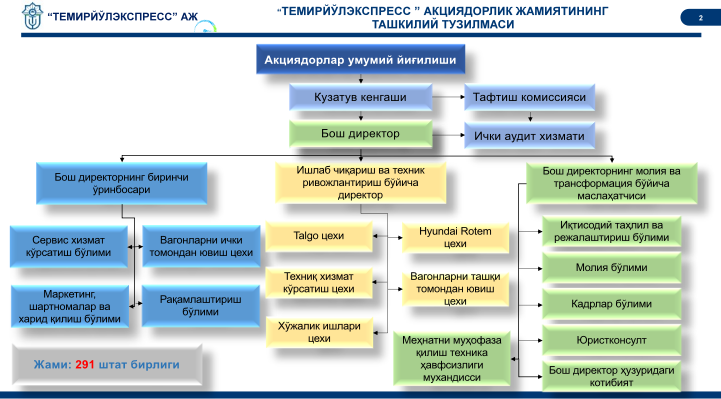 “ТЕМИРЙЎЛЭКСПРЕСС” АЖ
“ТЕМИРЙЎЛЭКСПРЕСС ” АКЦИЯДОРЛИК ЖАМИЯТИНИНГ
ТАШКИЛИЙ ТУЗИЛМАСИ
2
Акциядорлар умумий йиғилиши
Кузатув кенгаши
Тафтиш комиссияси
Бош директор
Ички аудит хизмати
Бош директорнинг биринчи
ўринбосари
Ишлаб чиқариш ва техник
ривожлантириш бўйича
директор
Бош директорнинг молия ва
трансформация бўйича
маслаҳатчиси
Сервис хизмат
кўрсатиш бўлими
Вагонларни ички
томондан ювиш цехи
Talgo цехи
Hyundai Rotem
цехи
Иқтисодий таҳлил ва
режалаштириш бўлими
Маркетинг,
шартномалар ва
харид қилиш бўлими
Рақамлаштириш
бўлими
Техниқ хизмат
кўрсатиш цехи
Вагонларни ташқи
томондан ювиш
цехи
Молия бўлими
Кадрлар бўлими
Хўжалик ишлари
цехи
Меҳнатни муҳофаза
қилиш техника
ҳавфсизлиги
мухандисси
Юристконсулт
Бош директор ҳузуридаги
котибият
Жами: 291 штат бирлиги